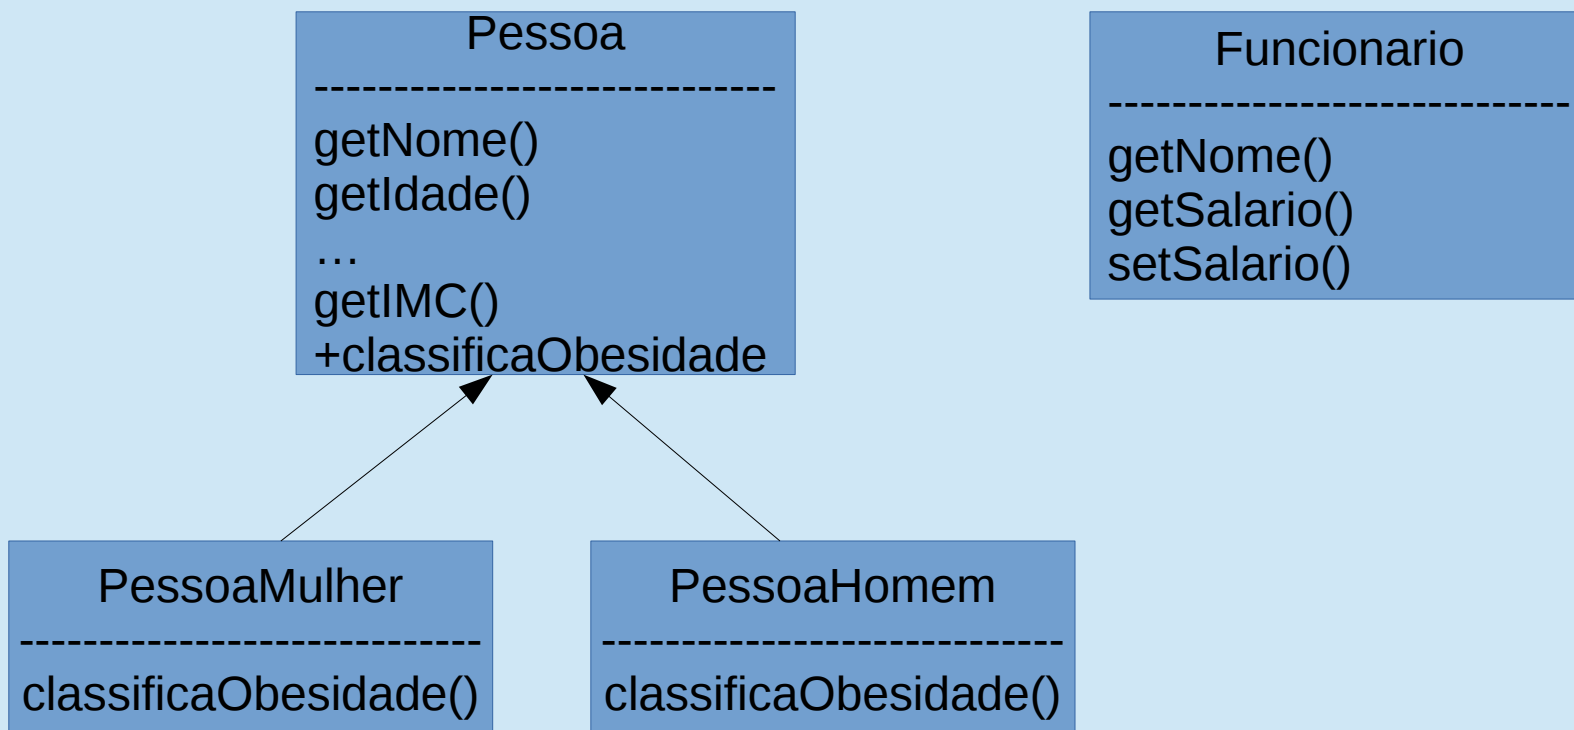 Pessoa
-----------------------------
getNome()
getIdade()
…
getIMC()
+classificaObesidade
Funcionario
-----------------------------
getNome()
getSalario()
setSalario()
PessoaMulher
-----------------------------
classificaObesidade()
PessoaHomem
-----------------------------
classificaObesidade()